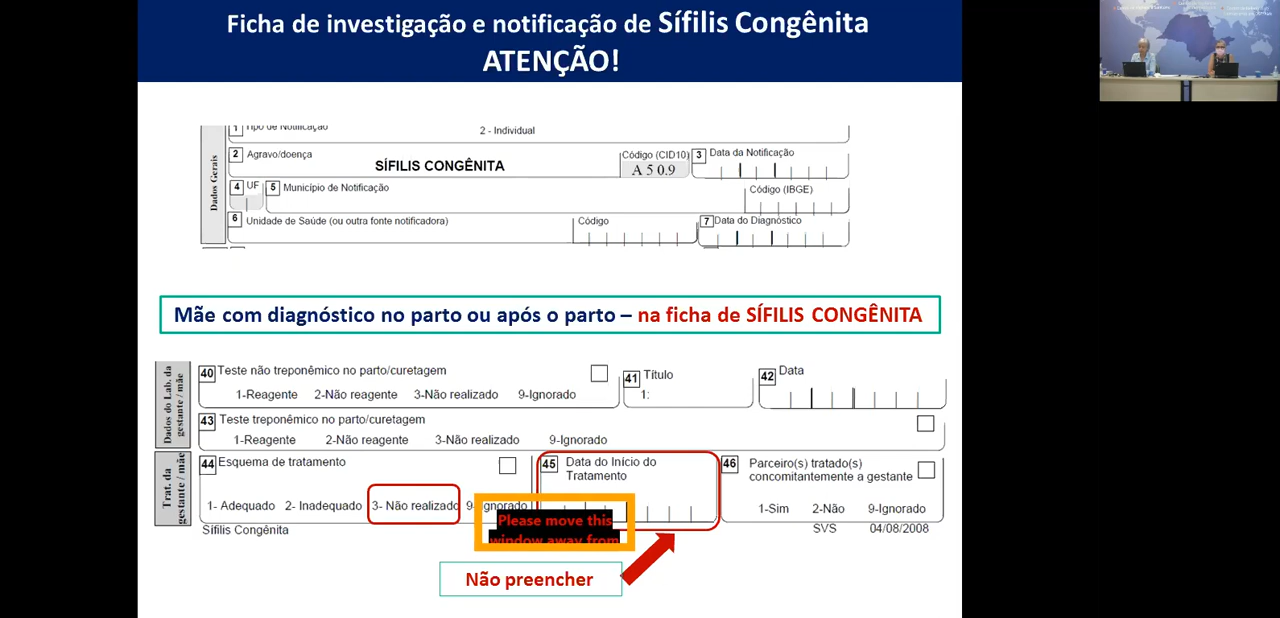 Ficha de investigação e notificação de Sífilis Congênita
ATENÇÃO!
1 Tipo de Notificação 2 - Individual
Dados Gerais
2 Agravo/doença SÍFILIS CONGÊNITA Código (CID10) A 5 0.9 3 Data da Notificação
4 UF 5 Município de Notificação Código (IBGE)
6 Unidade de Saúde (ou outra fonte notificadora) Código 7 Data do Diagnóstico
Mãe com diagnóstico no parto ou após o parto – na ficha de SÍFILIS CONGÊNITA
Dados do Lab. da
gestante / mãe
40 Teste não treponêmico no parto/curetagem 41 Título 42 Data
1-Reagente 2-Não reagente 3-Não realizado 9-Ignorado 1:
43 Teste treponêmico no parto/curetagem
1-Reagente 2-Não reagente 3-Não realizado 9-Ignorado
Trat. da
gestante / mãe
44 Esquema de tratamento 45 Data do Início do
Tratamento
46 Parceiro(s) tratado(s)
concomitantemente a gestante
1- Adequado 2- Inadequado 3- Não realizado 9-Ignorado 1-Sim 2-Não 9-Ignorado
Please move this
window away from
Sífilis Congênita SVS 04/08/2008
Não preencher